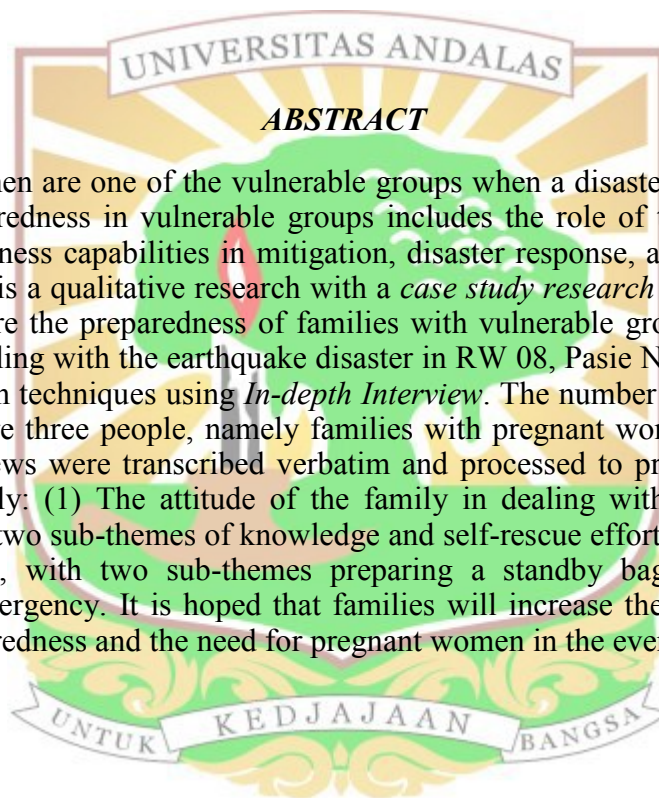 UNIVERSITAS ANDALAS
ABSTRACT
men are one of the vulnerable groups when a disaste
redness in vulnerable groups includes the role of
ness capabilities in mitigation, disaster response, a
is a qualitative research with a case study research
re the preparedness of families with vulnerable gro
ling with the earthquake disaster in RW 08, Pasie N
n techniques using In-depth Interview. The number
re three people, namely families with pregnant wor
ews were transcribed verbatim and processed to pr
ly: (1) The attitude of the family in dealing with
two sub-themes of knowledge and self-rescue effort
, with two sub-themes preparing a standby bag
ergency. It is hoped that families will increase the
redness and the need for pregnant women in the ever
UNTUK KEDJAJAAN BANGSA